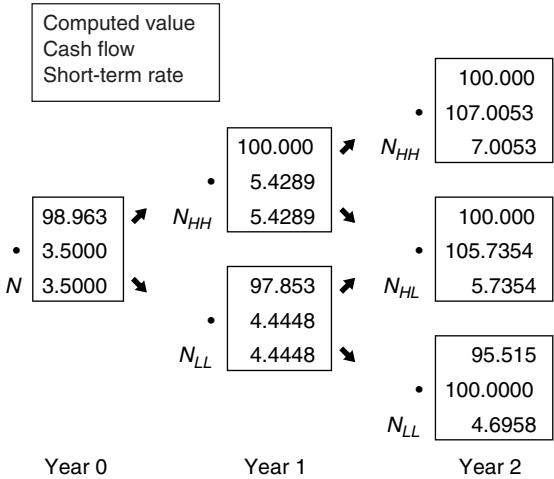 Computed value
Cash flow
Short-term rate
98.963
• 3.5000
N 3.5000
100.000
• 5.4289
N_HH 5.4289
97.853
• 4.4448
N_LL 4.4448
100.000
• 107.0053
N_HH 7.0053
100.000
• 105.7354
N_HL 5.7354
95.515
• 100.0000
N_LL 4.6958
Year 0 Year 1 Year 2